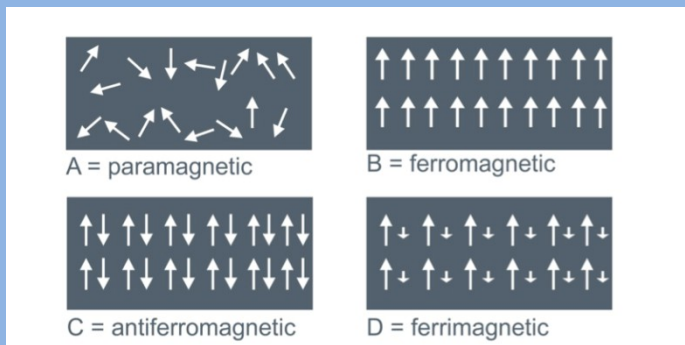 A = paramagnetic
B = ferromagnetic
C = antiferromagnetic
D = ferrimagnetic